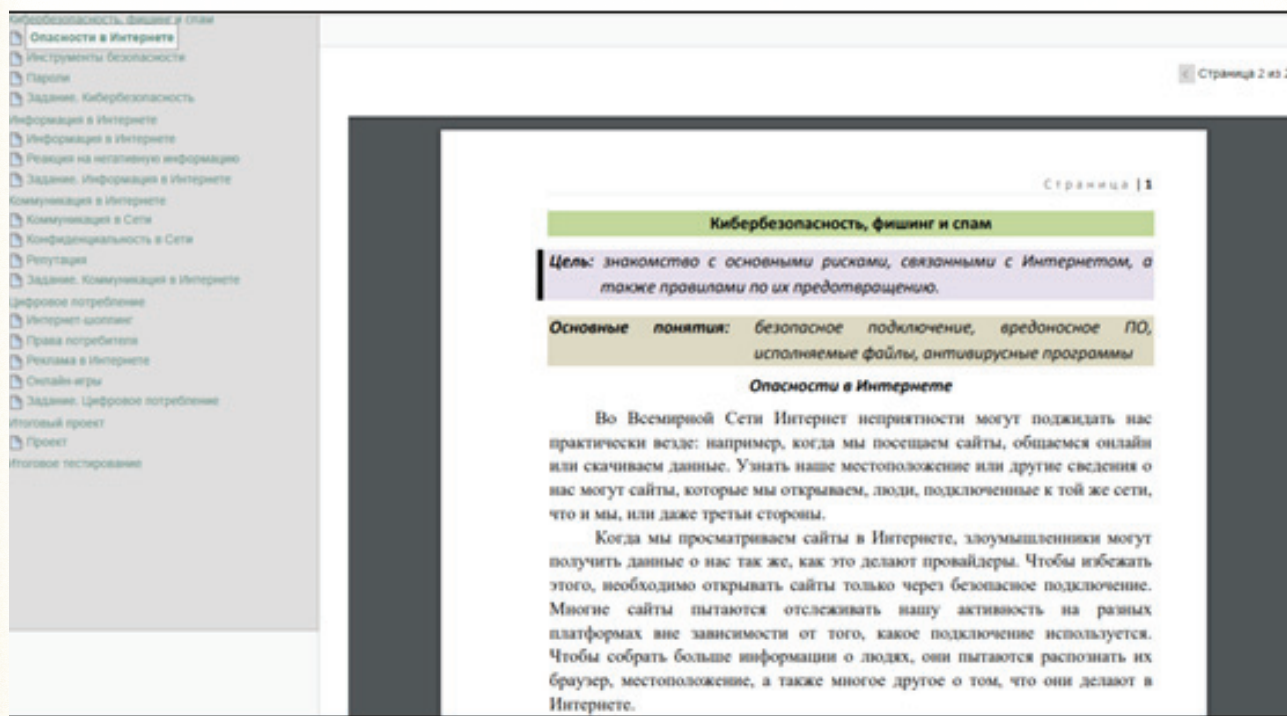 Кибербезопасность, фишинг и спам
Опасности в Интернете
Инструменты безопасности
Пароли
Задание. Кибербезопасность
Информация в Интернете
Информация в Интернете
Реакция на негативную информацию
Задание. Информация в Интернете
Коммуникация в Интернете
Коммуникация в Сети
Конфиденциальность в Сети
Репутация
Задание. Коммуникация в Интернете
Цифровое потребление
Интернет-шоппинг
Права потребителя
Реклама в Интернете
Онлайн-игры
Задание. Цифровое потребление
Итоговый проект
Проект
Итоговое тестирование
Страница 2 из 2
Страница | 1
Кибербезопасность, фишинг и спам
Цель: знакомство с основными рисками, связанными с Интернетом, а
также правилами по их предотвращению.
Основные понятия: безопасное подключение, вредоносное ПО,
исполняемые файлы, антивирусные программы
Опасности в Интернете
Во Всемирной Сети Интернет неприятности могут поджидать нас
практически везде: например, когда мы посещаем сайты, общаемся онлайн
или скачиваем данные. Узнать наше местоположение или другие сведения о
нас могут сайты, которые мы открываем, люди, подключенные к той же сети,
что и мы, или даже третьи стороны.
Когда мы просматриваем сайты в Интернете, злоумышленники могут
получить данные о нас так же, как это делают провайдеры. Чтобы избежать
этого, необходимо открывать сайты только через безопасное подключение.
Многие сайты пытаются отслеживать нашу активность на разных
платформах вне зависимости от того, какое подключение используется.
Чтобы собрать больше информации о людях, они пытаются распознать их
браузер, местоположение, а также многое другое о том, что они делают в
Интернете.